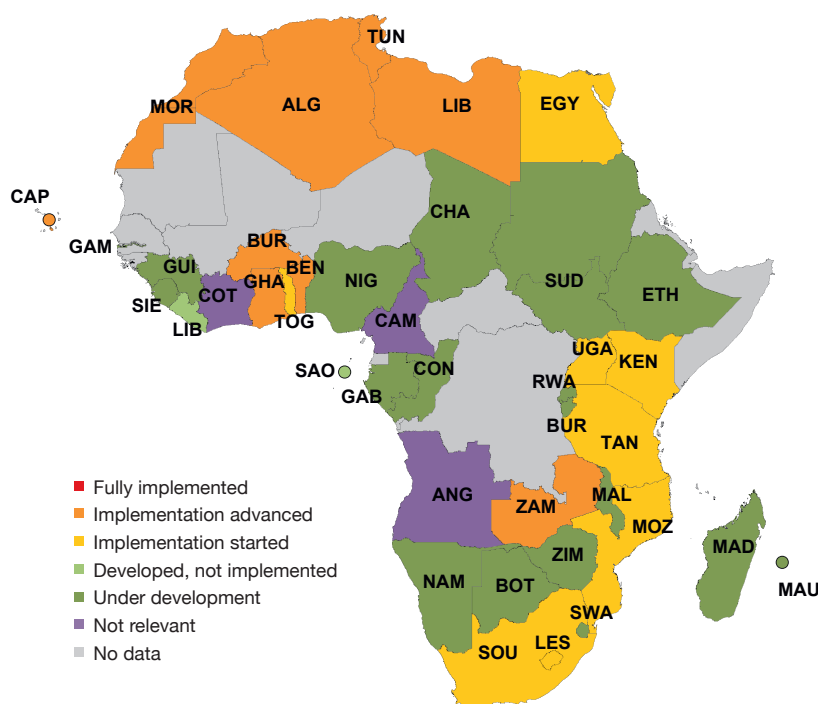 TUN
MOR
ALG
LIB
EGY
CAP
CHA
GAM
BUR
GUI
BEN
NIG
GHA
SUD
COT
ETH
SIE
CAM
LIB
TOG
UGA
KEN
SAO
CON
RWA
GAB
BUR
TAN
ANG
MAL
ZAM
MOZ
MAD
ZIM
NAM
BOT
MAU
SWA
LES
SOU
Fully implemented
Implementation advanced
Implementation started
Developed, not implemented
Under development
Not relevant
No data